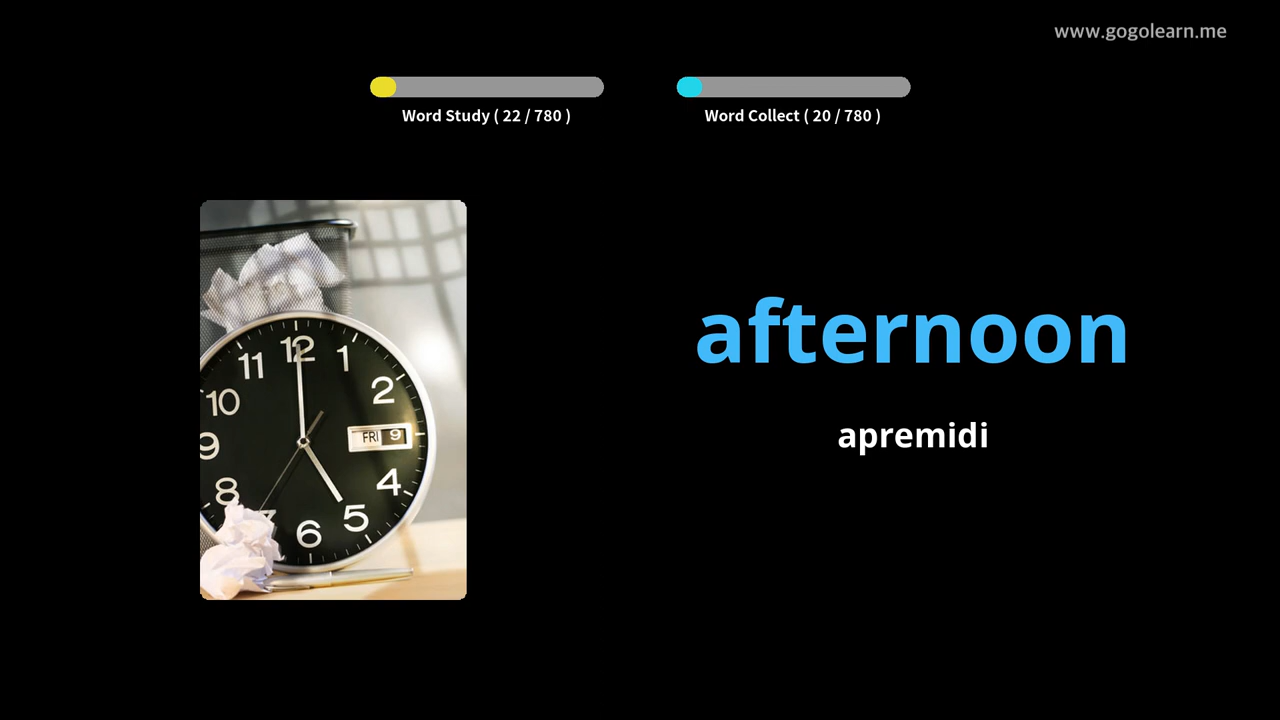 www.gogolearn.me
Word Study ( 22 / 780 )
Word Collect ( 20 / 780 )
12
11
1
10
2
9
FRI 9
8
4
7
5
6
afternoon
apremidi